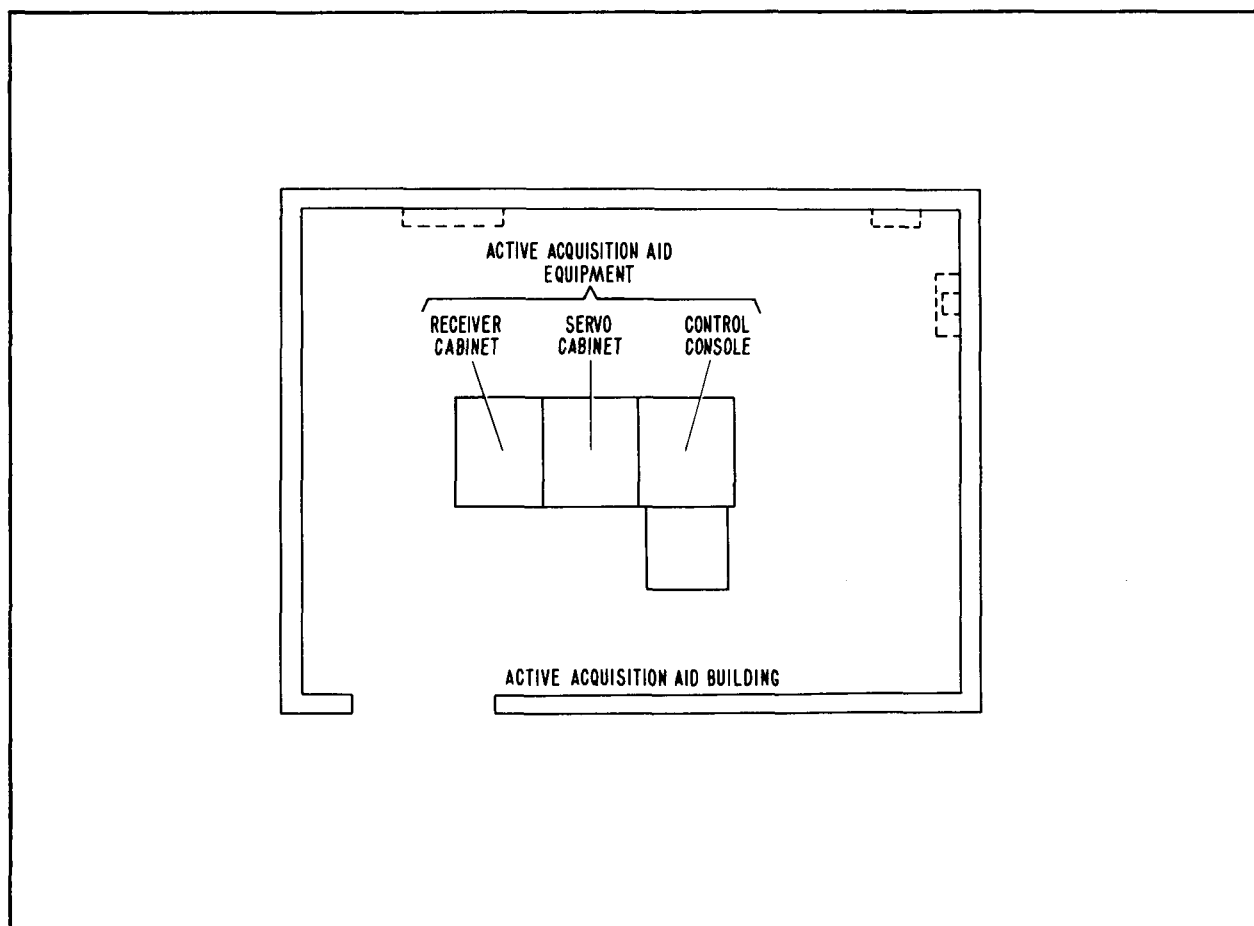 ACTIVE ACQUISITION AID
EQUIPMENT
RECEIVER
CABINET
SERVO
CABINET
CONTROL
CONSOLE
ACTIVE ACQUISITION AID BUILDING